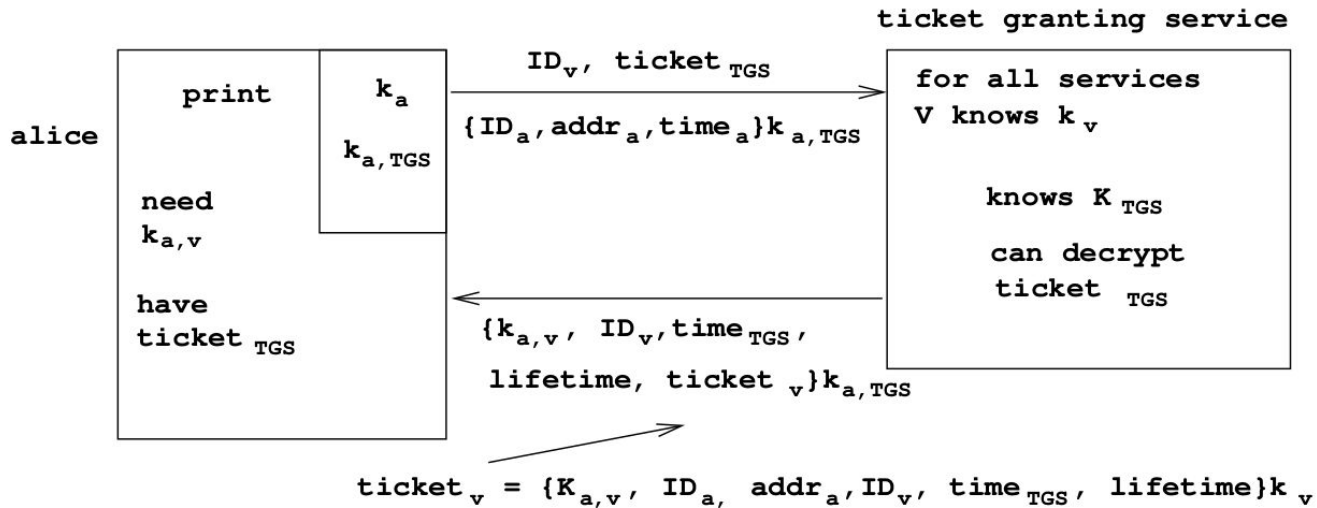 ticket granting service
alice
print
k_a
k_a,TGS
need
k_a,v
have
ticket_TGS
ID_v, ticket_TGS
{ID_a,addr_a,time_a}k_a,TGS
for all services
V knows k_v
knows K_TGS
can decrypt
ticket_TGS
{k_a,v, ID_v,time_TGS,
lifetime, ticket_v}k_a,TGS
ticket_v = {K_a,v, ID_a, addr_a,ID_v, time_TGS, lifetime}k_v